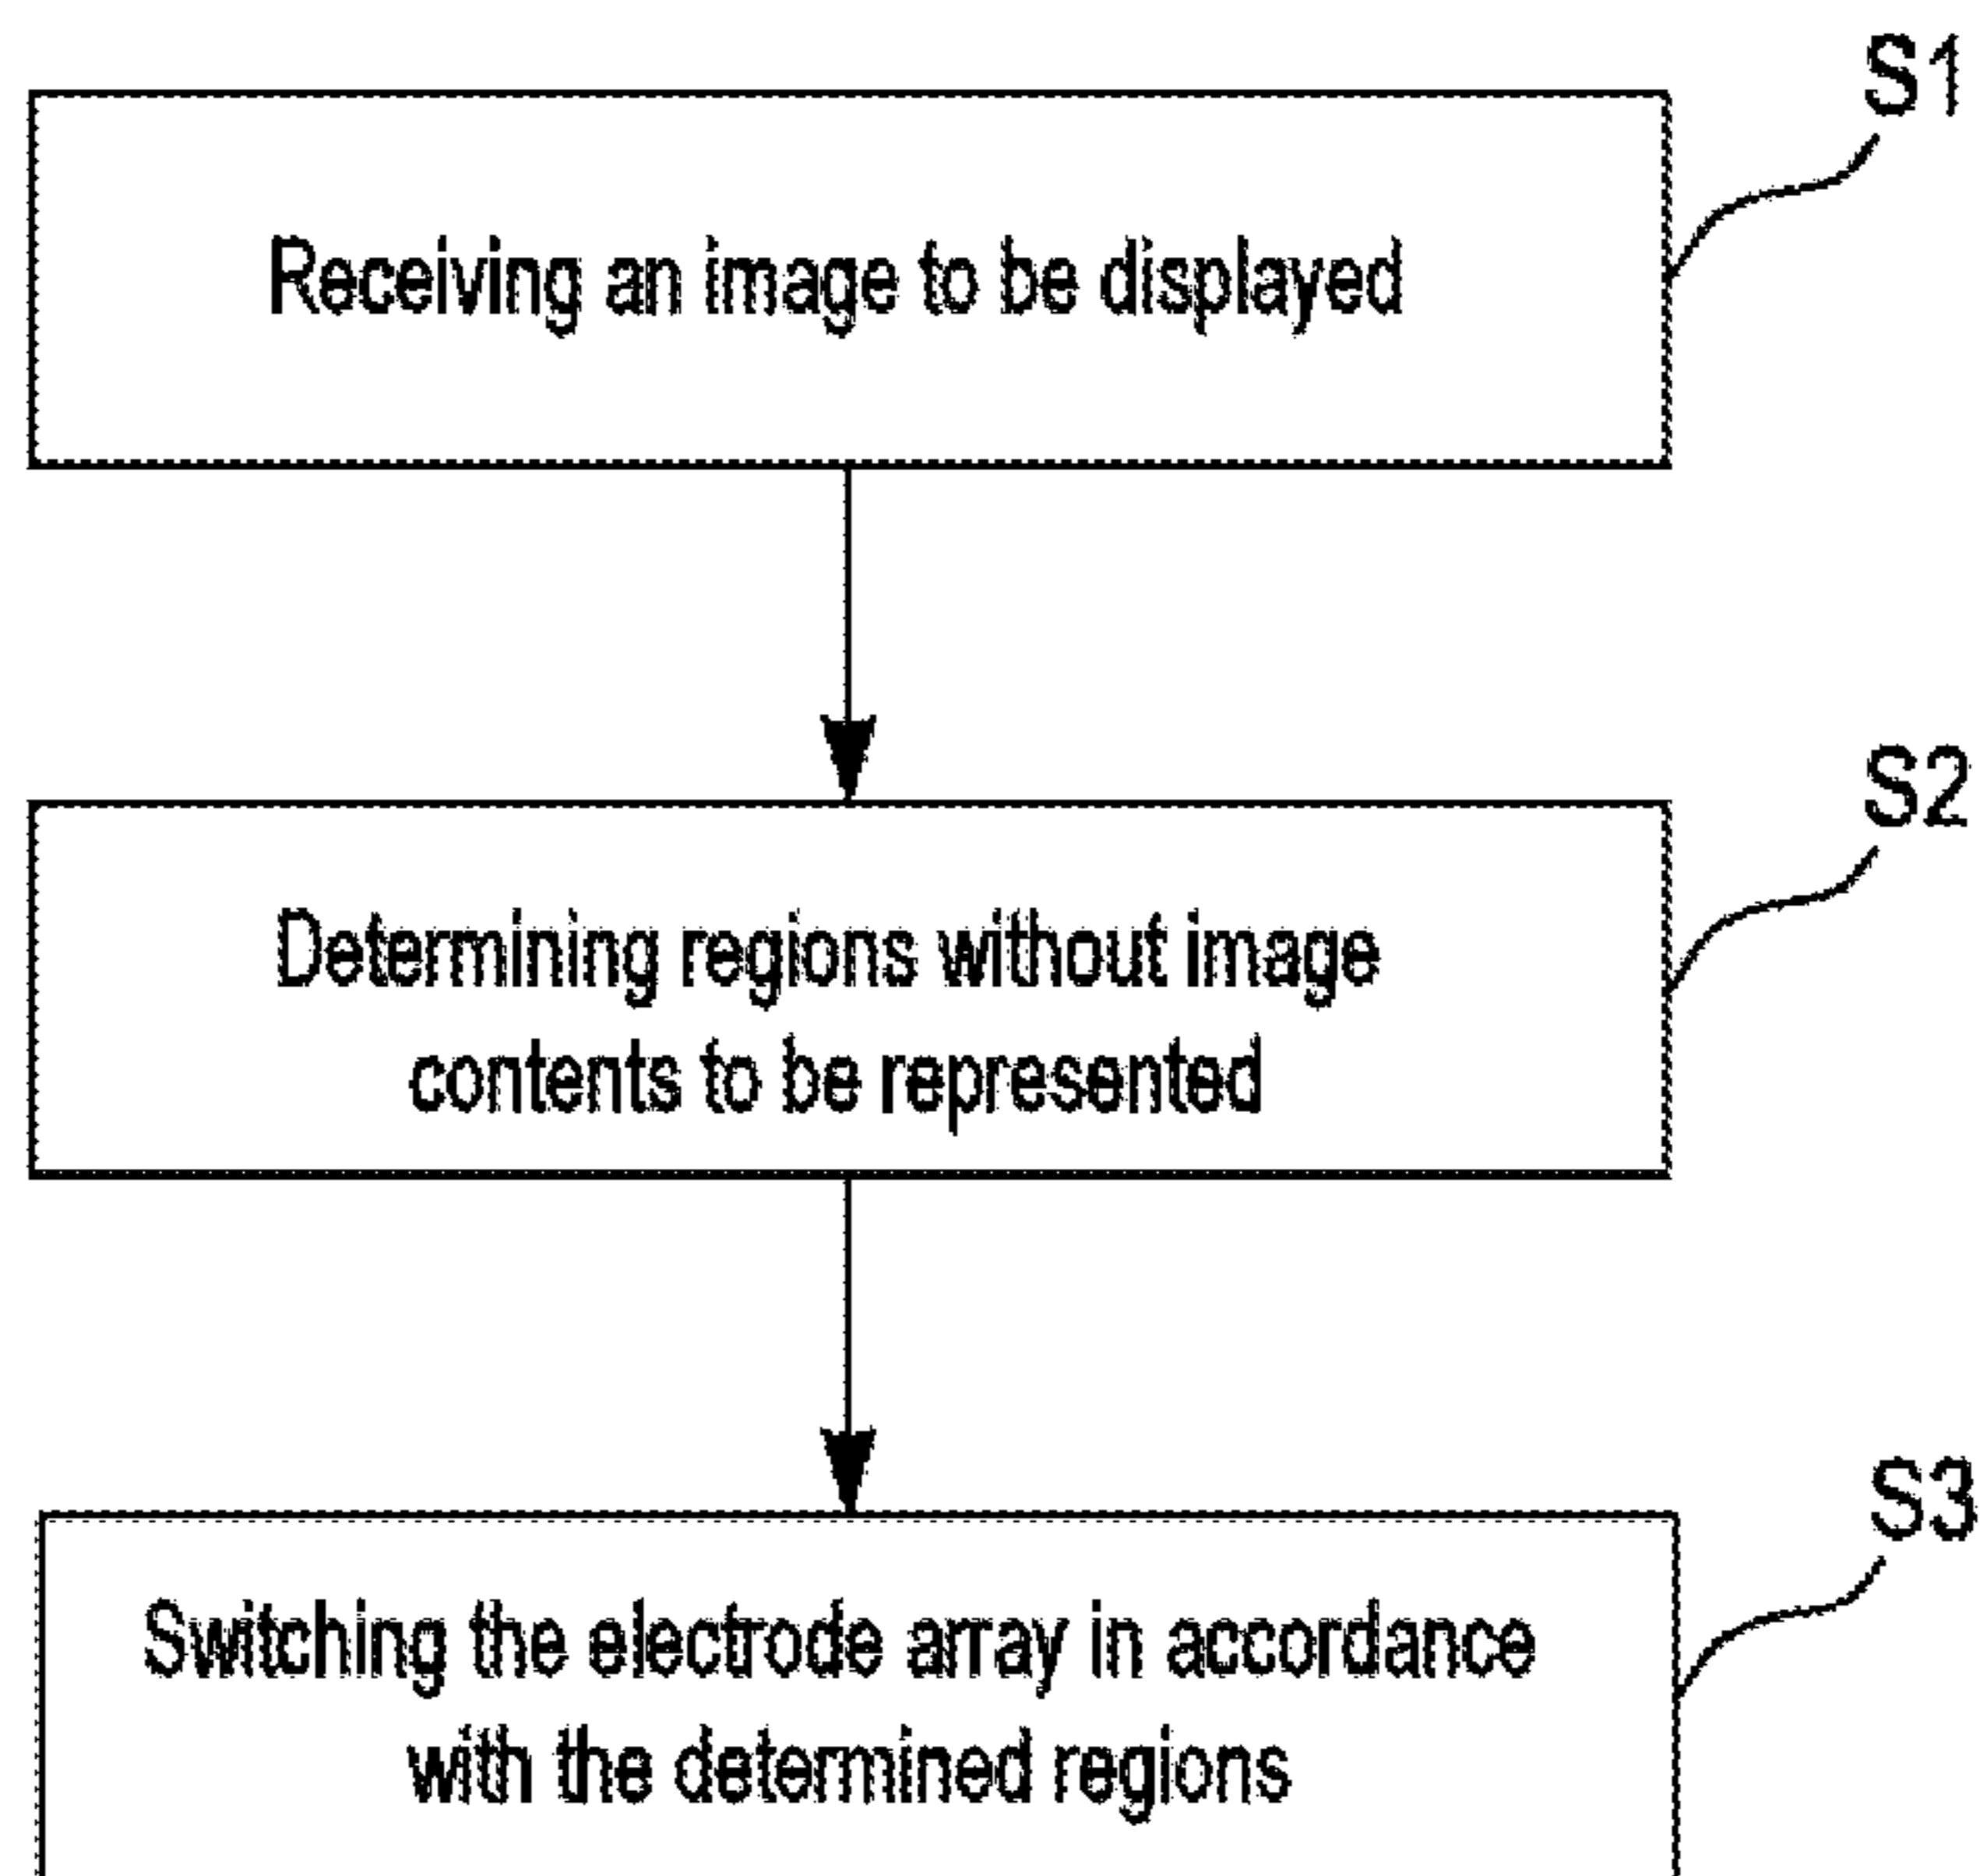 S1
Receiving an image to be displayed
S2
Determining regions without image
contents to be represented
S3
Switching the electrode array in accordance
with the determined regions